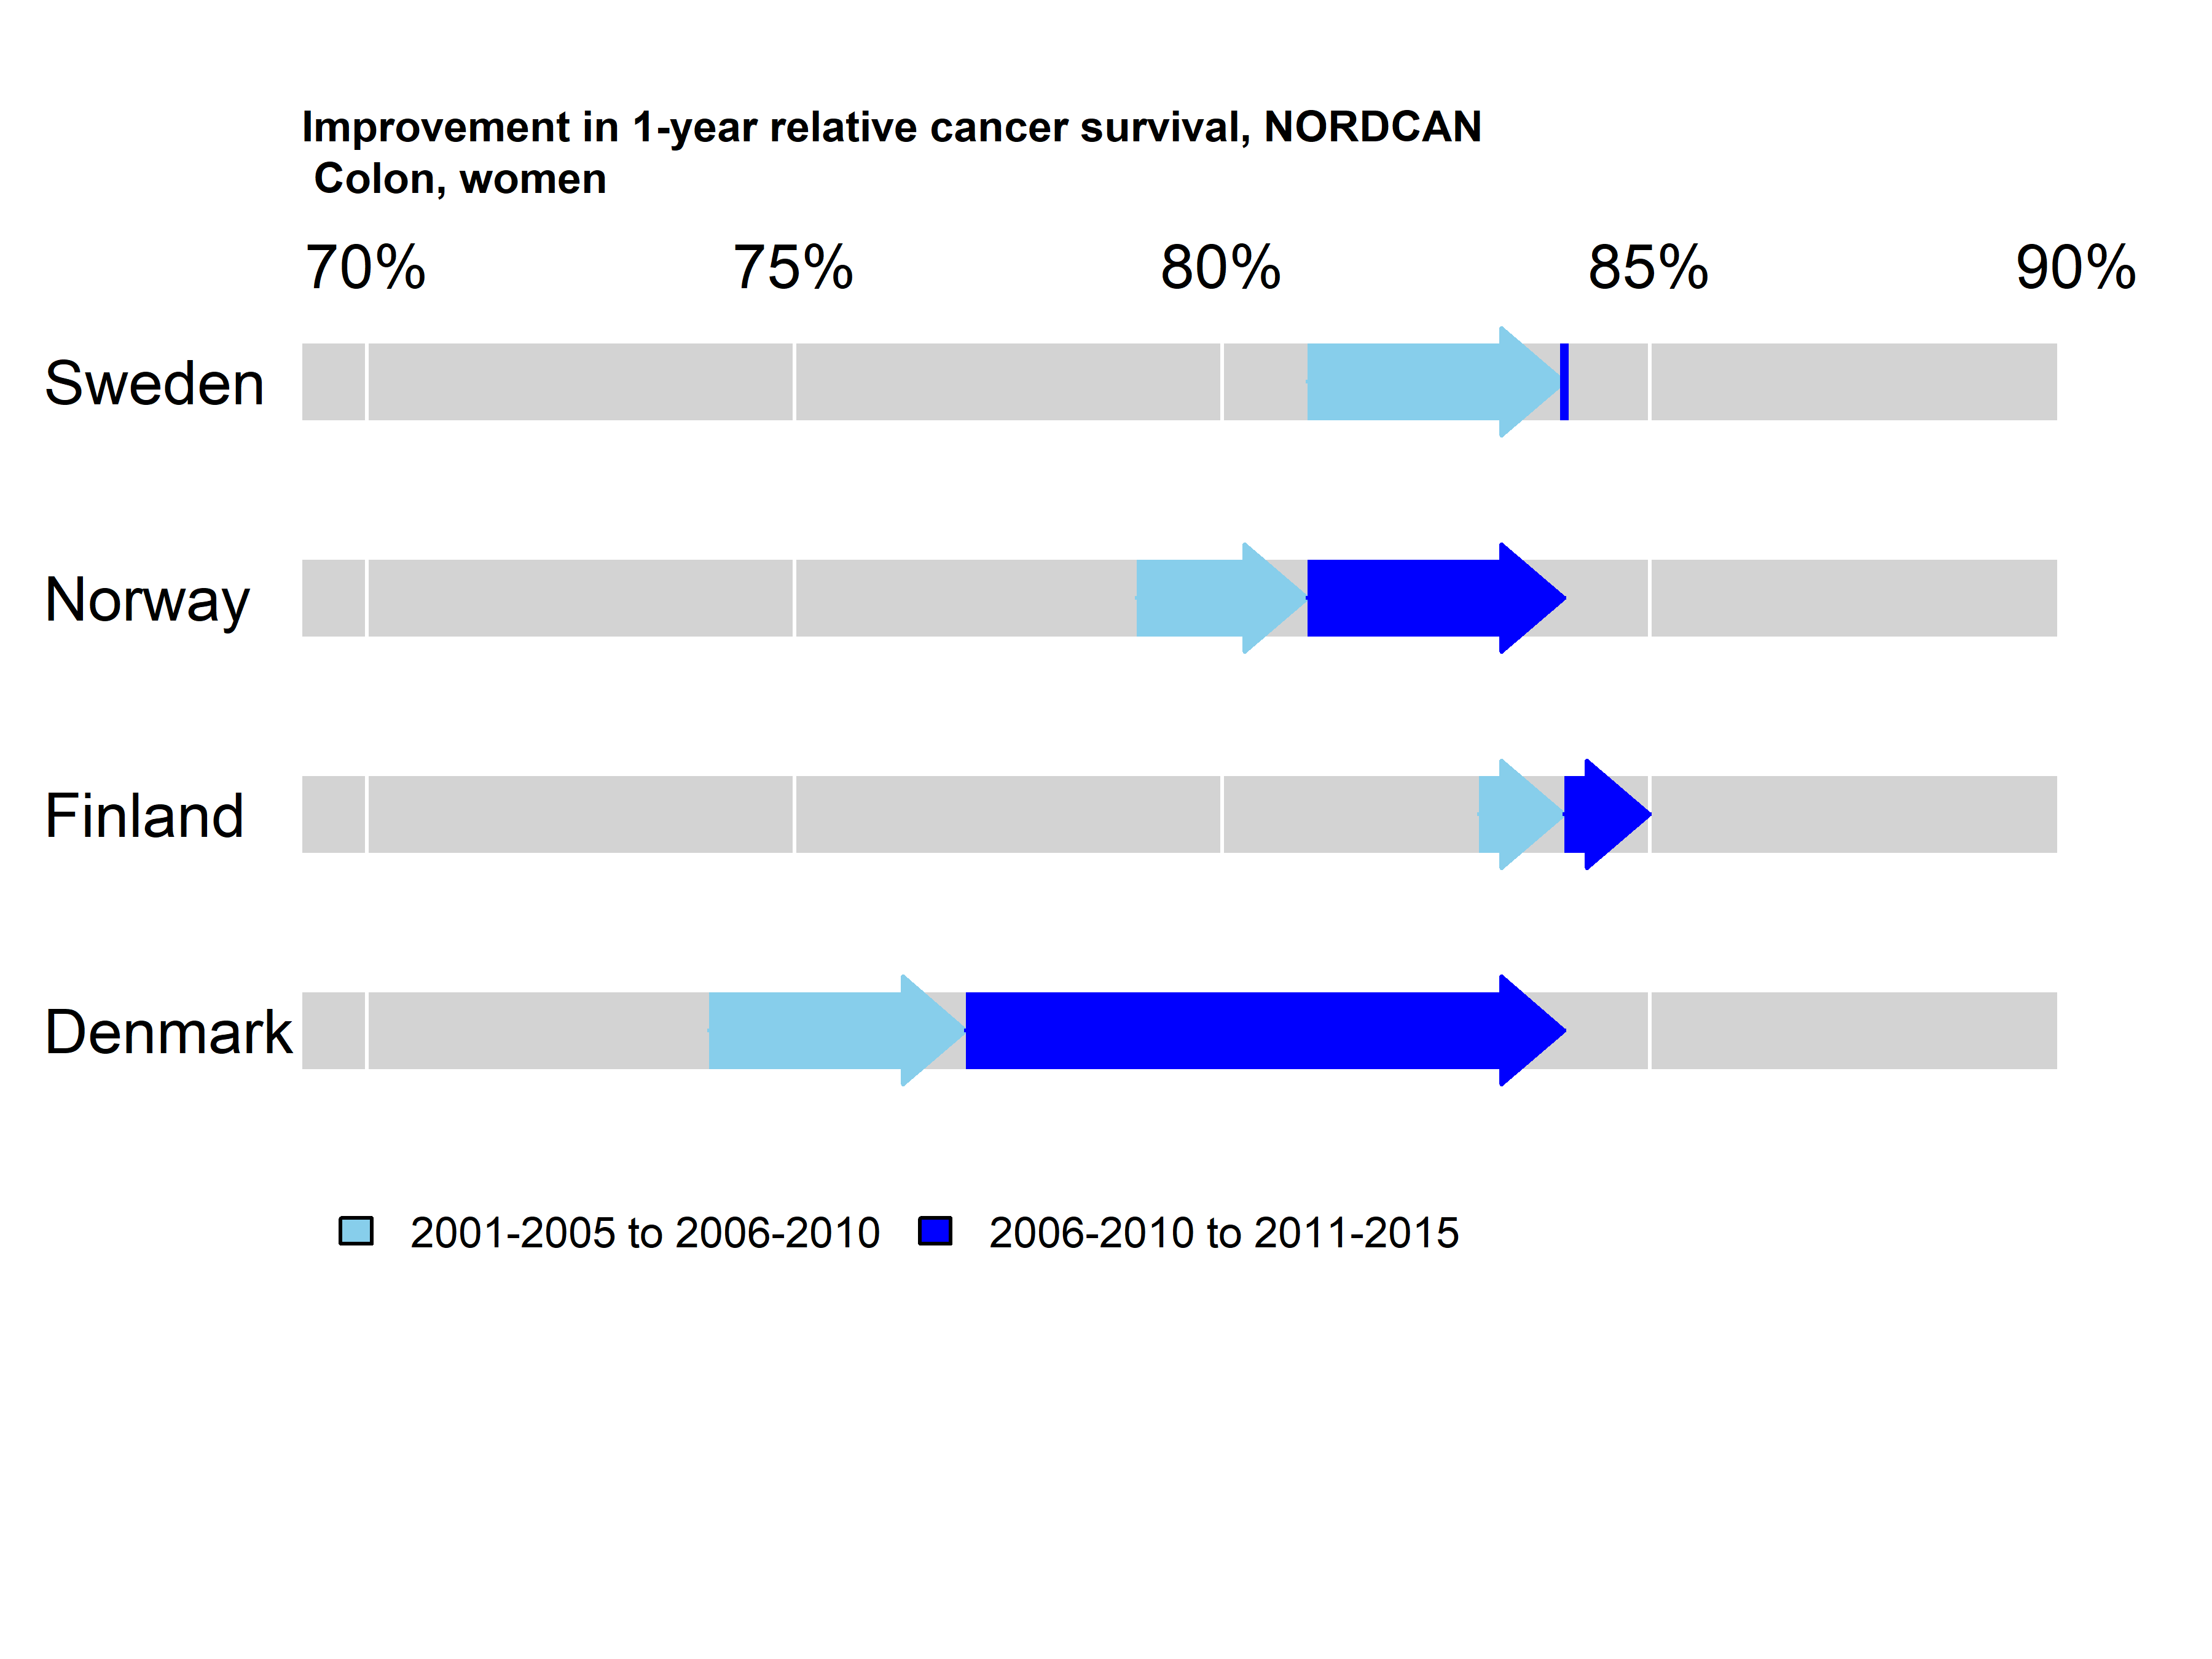 Improvement in 1-year relative cancer survival, NORDCAN
Colon, women
70% 75% 80% 85% 90%
Sweden
Norway
Finland
Denmark
2001-2005 to 2006-2010 2006-2010 to 2011-2015